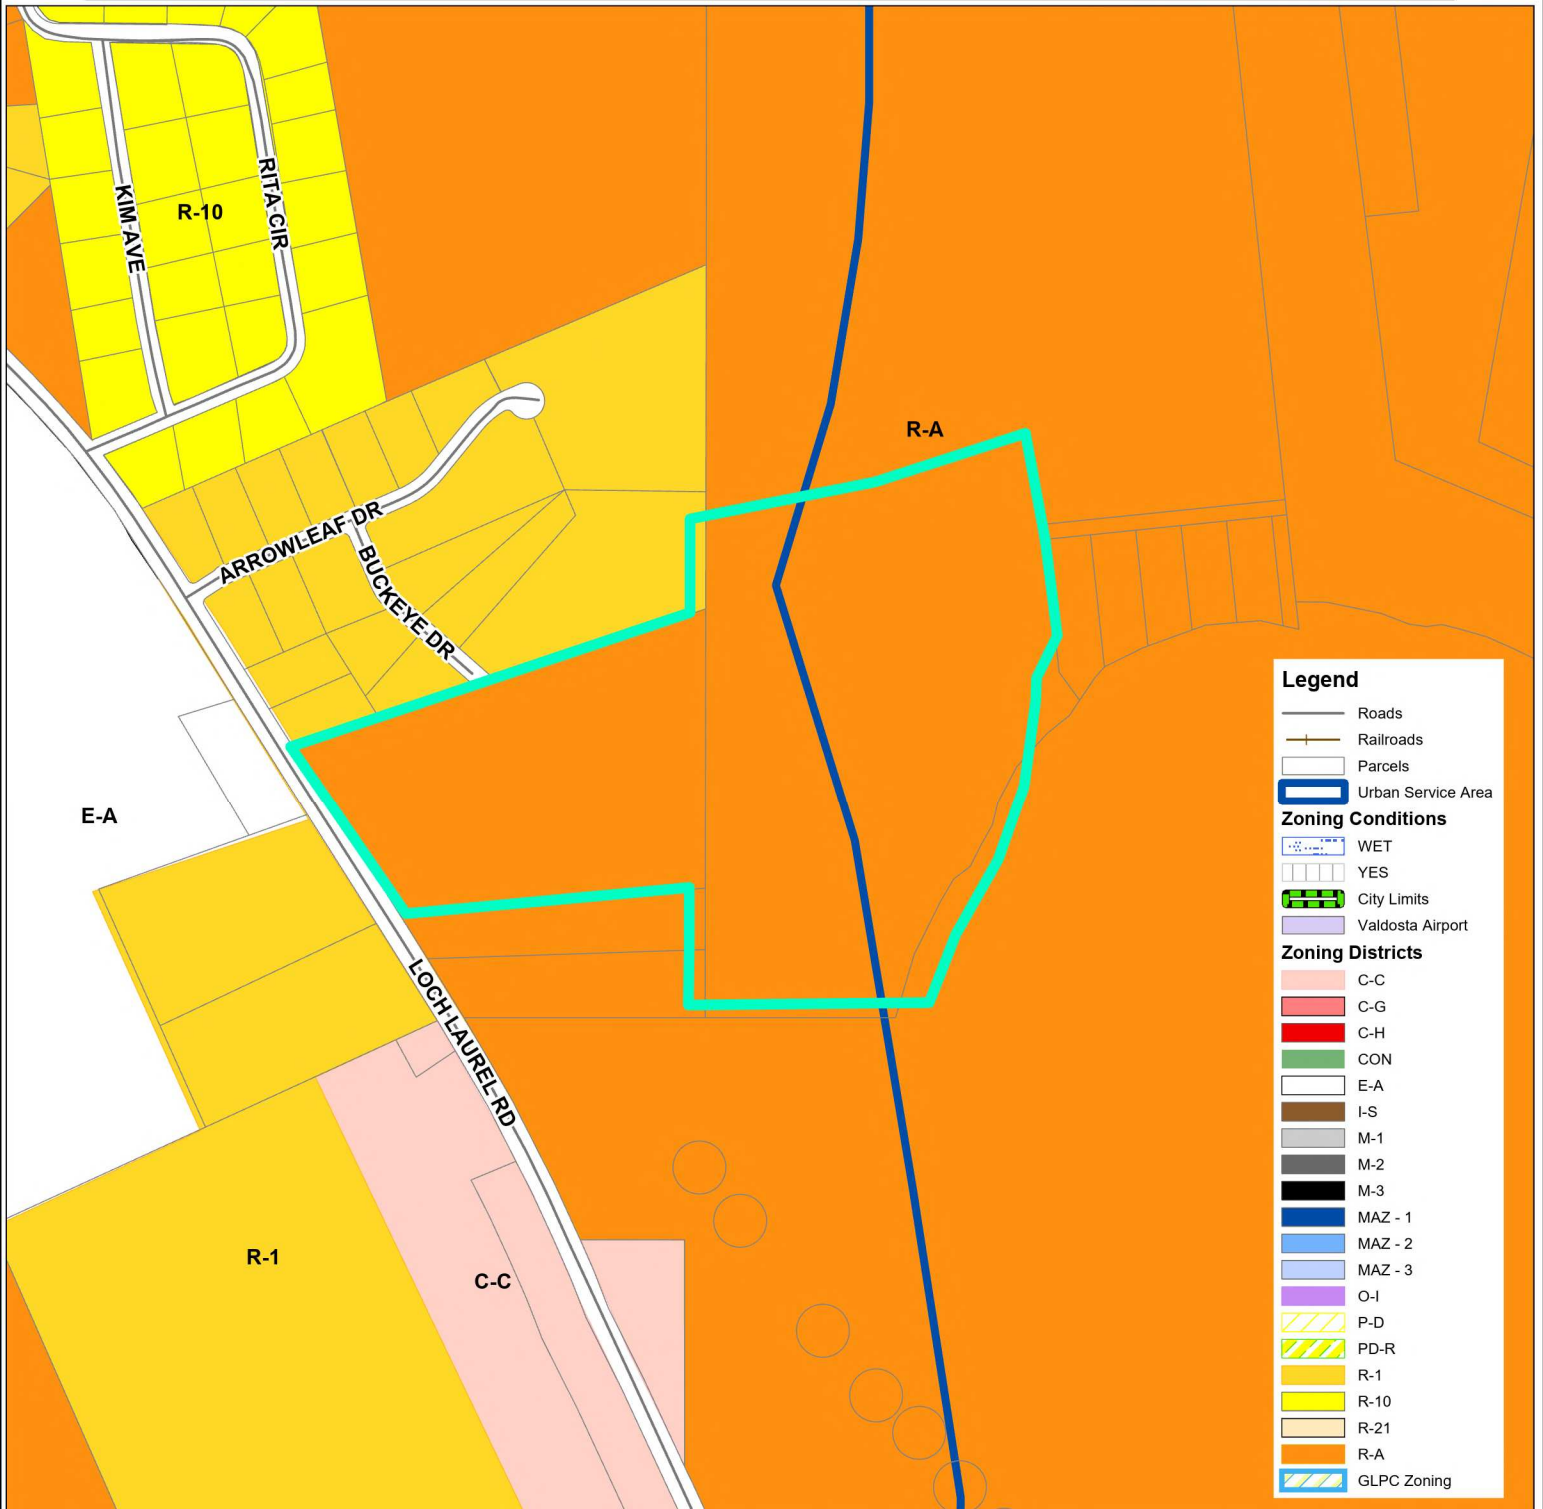 KIM AVE
R-10
RITA CIR
R-A
ARROWLEAF DR
BUCKEYE DR
E-A
LOCH LAUREL RD
R-1
C-C
Legend
Roads
Railroads
Parcels
Urban Service Area
Zoning Conditions
WET
YES
City Limits
Valdosta Airport
Zoning Districts
C-C
C-G
C-H
CON
E-A
I-S
M-1
M-2
M-3
MAZ - 1
MAZ - 2
MAZ - 3
O-I
P-D
PD-R
R-1
R-10
R-21
R-A
GLPC Zoning